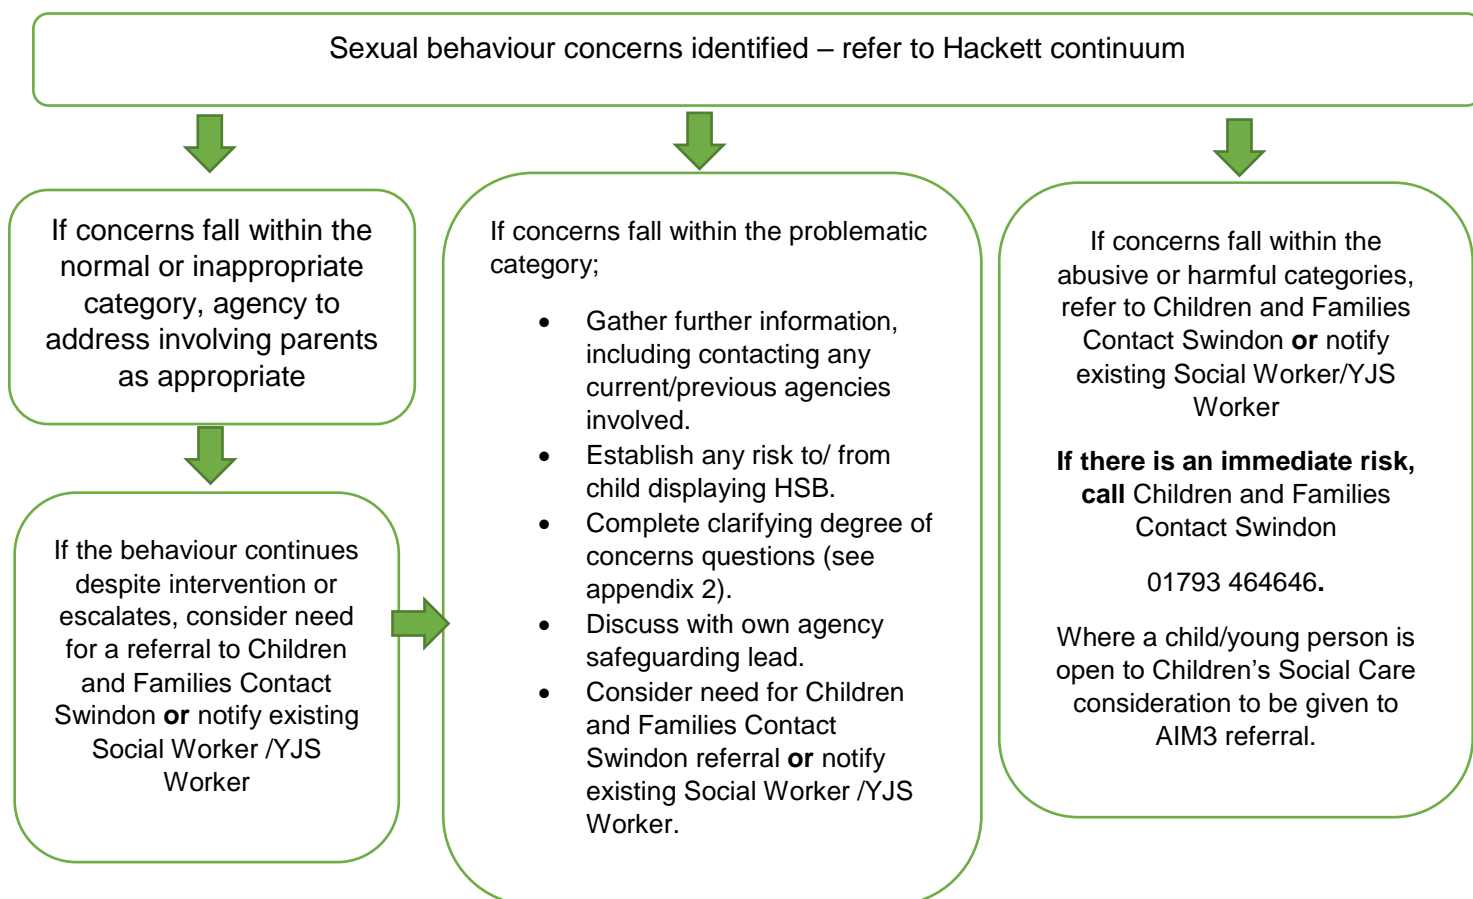 Sexual behaviour concerns identified – refer to Hackett continuum
If concerns fall within the
normal or inappropriate
category, agency to
address involving parents
as appropriate
If the behaviour continues
despite intervention or
escalates, consider need
for a referral to Children
and Families Contact
Swindon or notify existing
Social Worker /YJS
Worker
If concerns fall within the problematic
category;
• Gather further information,
including contacting any
current/previous agencies
involved.
• Establish any risk to/ from
child displaying HSB.
• Complete clarifying degree of
concerns questions (see
appendix 2).
• Discuss with own agency
safeguarding lead.
• Consider need for Children
and Families Contact
Swindon referral or notify
existing Social Worker /YJS
Worker.
If concerns fall within the
abusive or harmful categories,
refer to Children and Families
Contact Swindon or notify
existing Social Worker/YJS
Worker
If there is an immediate risk,
call Children and Families
Contact Swindon
01793 464646.
Where a child/young person is
open to Children’s Social Care
consideration to be given to
AIM3 referral.